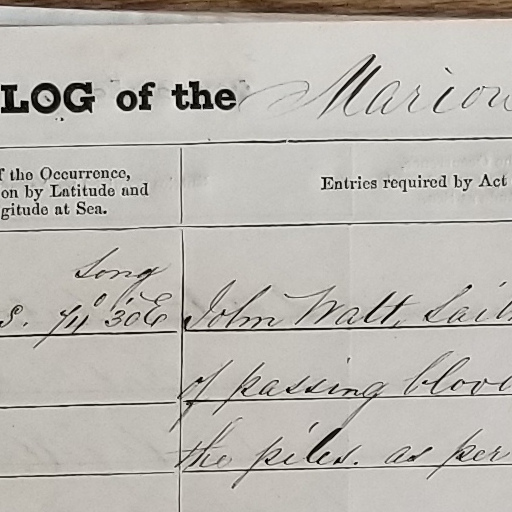 LOG of the Marion
f the Occurrence,
on by Latitude and
gitude at Sea.
Entries required by Act
Long
S. 74° 30' E
John Watt, Sail
of passing blood
the piles. as per